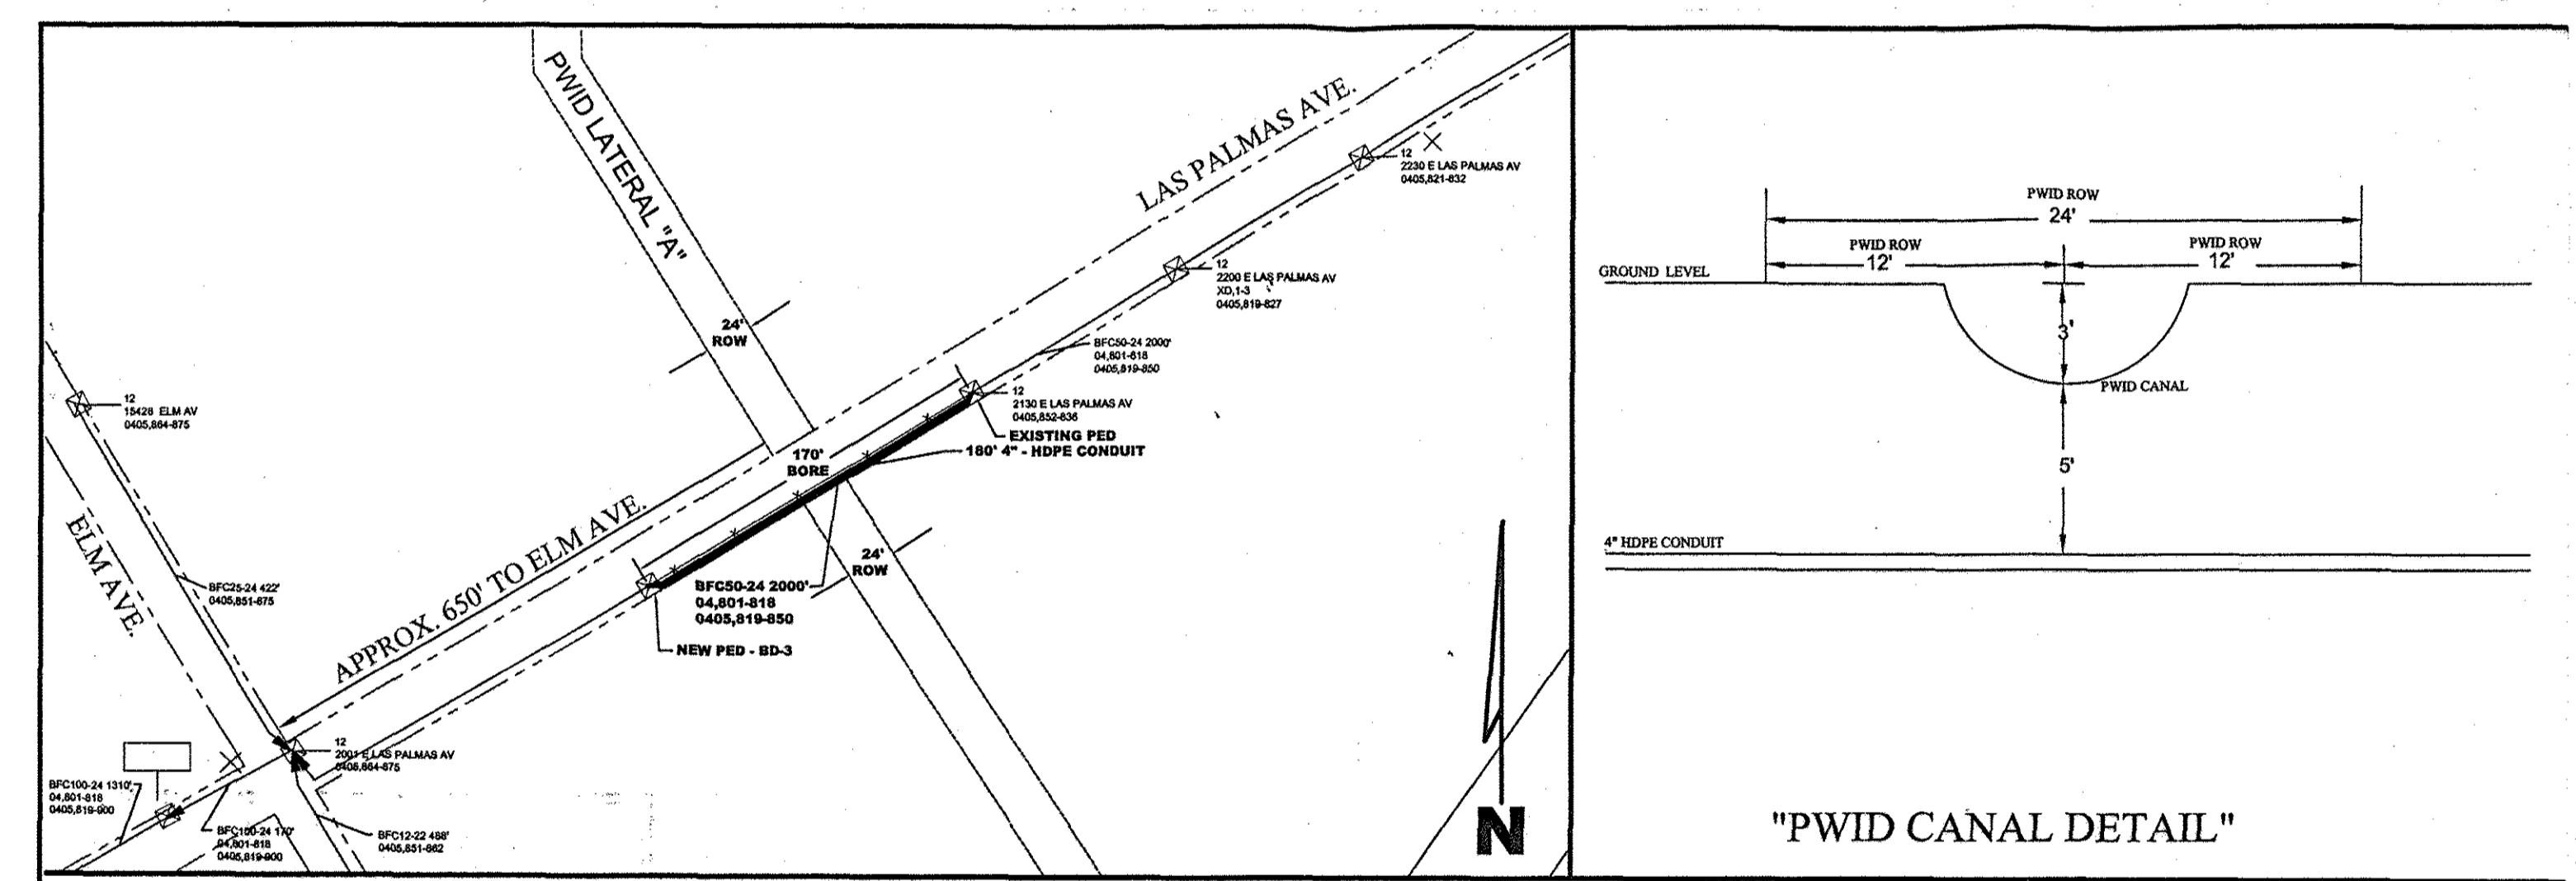 PWID LATERAL "A"
LAS PALMAS AVE.
12
2230 E LAS PALMAS AV
0405,821-832
12
2200 E LAS PALMAS AV
XD,1-3
0405,819-827
24'
ROW
BFC50-24 2000'
04,801-818
0405,819-850
12
2130 E LAS PALMAS AV
0405,852-836
EXISTING PED
180' 4" - HDPE CONDUIT
12
15428 ELM AV
0405,864-875
170'
BORE
APPROX. 650' TO ELM AVE.
ELM AVE.
24'
ROW
BFC25-24 422'
0405,851-875
BFC50-24 2000'
04,801-818
0405,819-850
NEW PED - BD-3
12
2001 E LAS PALMAS AV
0405,864-875
BFC100-24 1310'
04,801-818
0405,819-900
BFC100-24 170'
04,801-818
0405,819-900
BFC12-22 488'
0405,851-862
N
PWID ROW
24'
PWID ROW
12'
PWID ROW
12'
GROUND LEVEL
3'
PWID CANAL
5'
4" HDPE CONDUIT
"PWID CANAL DETAIL"